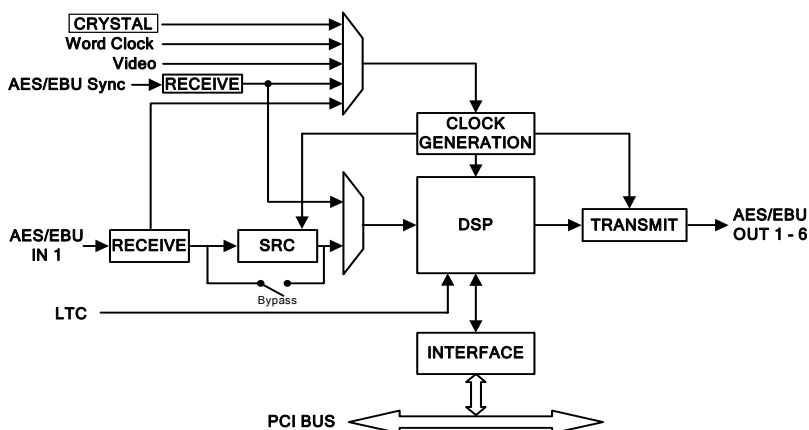 CRYSTAL
Word Clock
Video
AES/EBU Sync
RECEIVE
CLOCK
GENERATION
AES/EBU
IN 1
RECEIVE
SRC
Bypass
DSP
TRANSMIT
AES/EBU
OUT 1 - 6
LTC
INTERFACE
PCI BUS